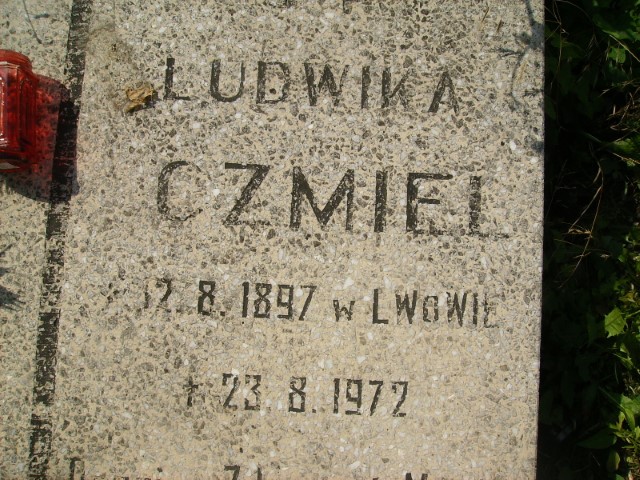 LUDWIKA
CZMIEL
* 12. 8. 1897 w LWOWIE
+ 23. 8. 1972